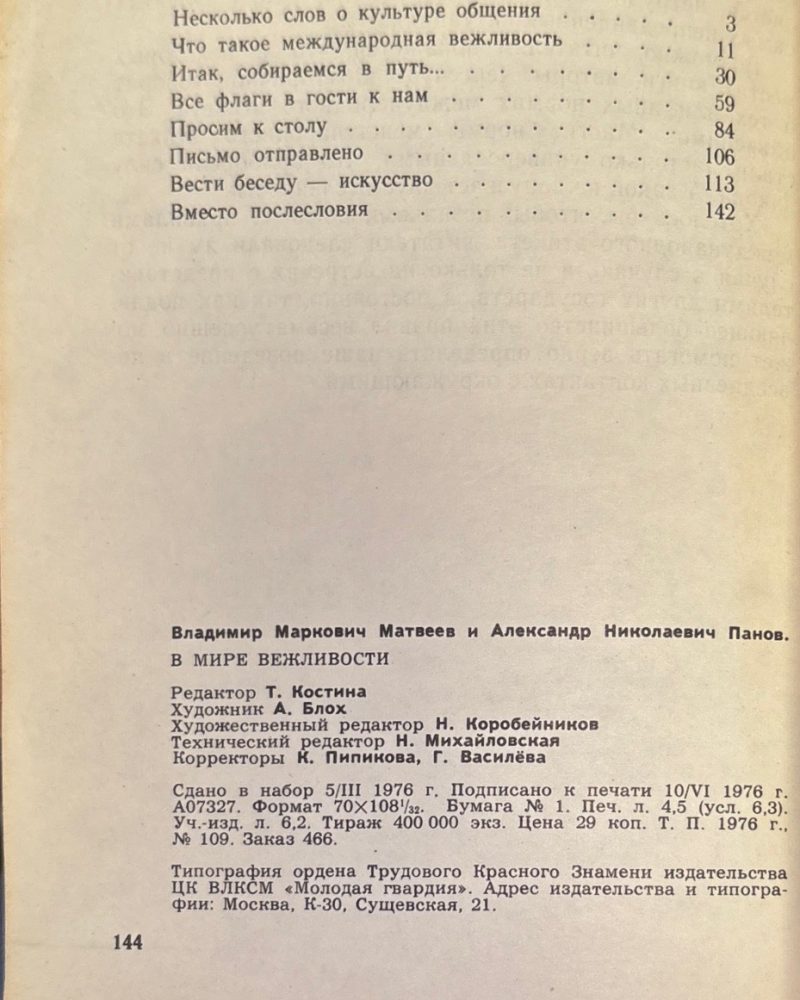 Несколько слов о культуре общения . . . . . 3
Что такое международная вежливость . . . . 11
Итак, собираемся в путь... . . . . . . . . 30
Все флаги в гости к нам . . . . . . . . . 59
Просим к столу . . . . . . . . . . . . . 84
Письмо отправлено . . . . . . . . . . . 106
Вести беседу — искусство . . . . . . . . . 113
Вместо послесловия . . . . . . . . . . . 142
Владимир Маркович Матвеев и Александр Николаевич Панов.
В МИРЕ ВЕЖЛИВОСТИ
Редактор Т. Костина
Художник А. Блох
Художественный редактор Н. Коробейников
Технический редактор Н. Михайловская
Корректоры К. Пипикова, Г. Василёва
Сдано в набор 5/III 1976 г. Подписано к печати 10/VI 1976 г.
А07327. Формат 70×108¹/₃₂. Бумага № 1. Печ. л. 4,5 (усл. 6,3).
Уч.-изд. л. 6,2. Тираж 400 000 экз. Цена 29 коп. Т. П. 1976 г.,
№ 109. Заказ 466.
Типография ордена Трудового Красного Знамени издательства
ЦК ВЛКСМ «Молодая гвардия». Адрес издательства и типогра-
фии: Москва, К-30, Сущевская, 21.
144